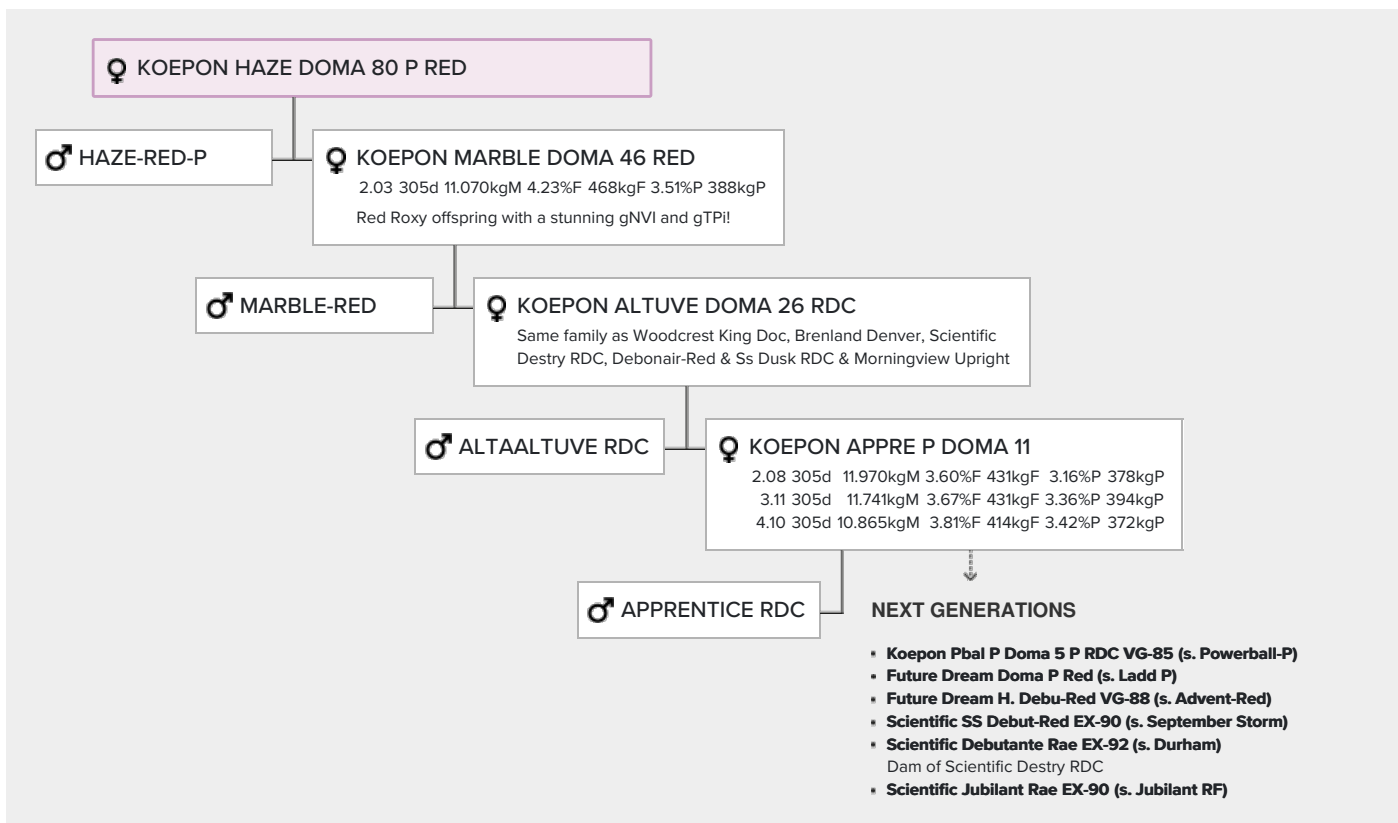 KOEPON HAZE DOMA 80 P RED
HAZE-RED-P
KOEPON MARBLE DOMA 46 RED
2.03 305d 11.070kgM 4.23%F 468kgF 3.51%P 388kgP
Red Roxy offspring with a stunning gNVI and gTPi!
MARBLE-RED
KOEPON ALTUVE DOMA 26 RDC
Same family as Woodcrest King Doc, Brenland Denver, Scientific
Destry RDC, Debonair-Red & Ss Dusk RDC & Morningview Upright
ALTAALTUVE RDC
KOEPON APPRE P DOMA 11
2.08 305d 11.970kgM 3.60%F 431kgF 3.16%P 378kgP
3.11 305d 11.741kgM 3.67%F 431kgF 3.36%P 394kgP
4.10 305d 10.865kgM 3.81%F 414kgF 3.42%P 372kgP
APPRENTICE RDC
NEXT GENERATIONS
Koepon Pbal P Doma 5 P RDC VG-85 (s. Powerball-P)
Future Dream Doma P Red (s. Ladd P)
Future Dream H. Debu-Red VG-88 (s. Advent-Red)
Scientific SS Debut-Red EX-90 (s. September Storm)
Scientific Debutante Rae EX-92 (s. Durham)
Dam of Scientific Destry RDC
Scientific Jubilant Rae EX-90 (s. Jubilant RF)